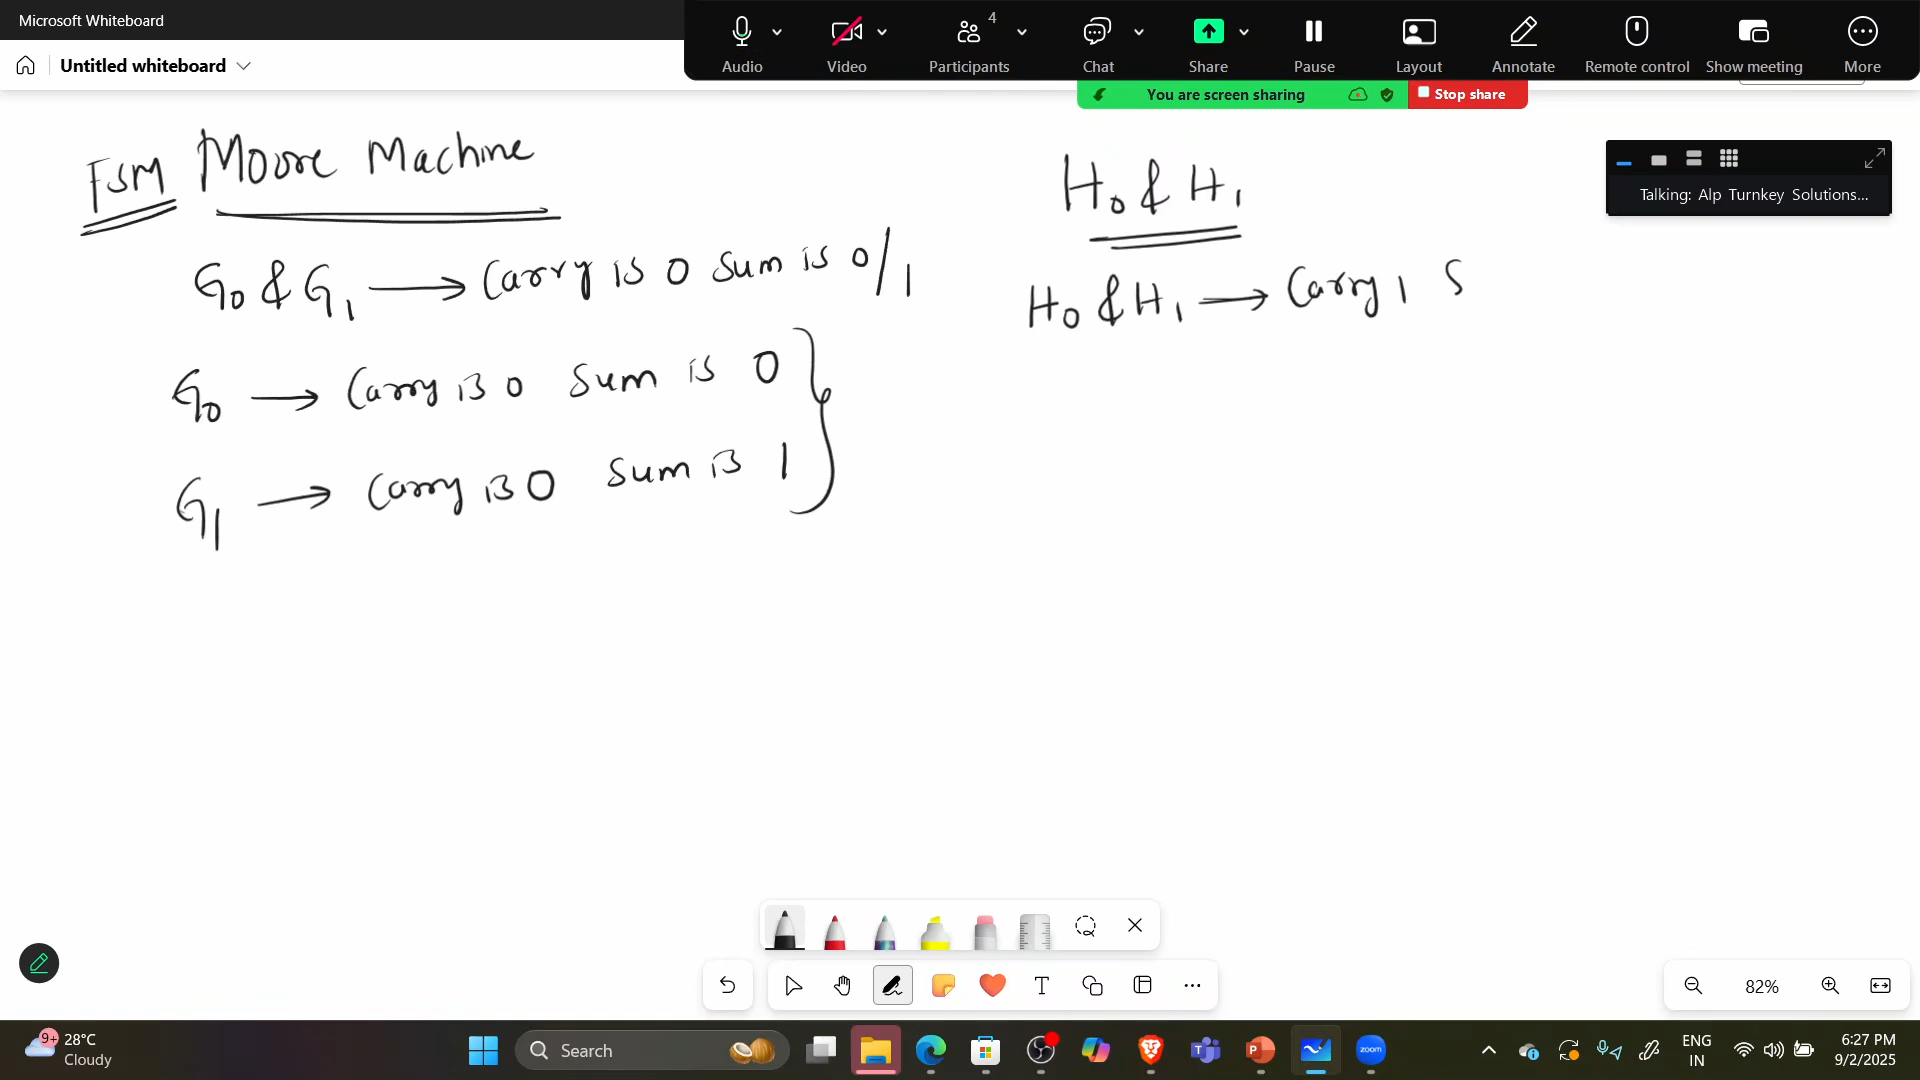 Microsoft Whiteboard
Untitled whiteboard
Audio
Video
4
Participants
Chat
Share
Pause
Layout
Annotate
Remote control
Show meeting
More
You are screen sharing
Stop share
Talking: Alp Turnkey Solutions...
FSM Moore Machine
G0 & G1 → Carry is 0 Sum is 0/1
G0 → Carry is 0 Sum is 0
G1 → Carry is 0 Sum is 1
H0 & H1
H0 & H1 → Carry 1 S
82%
9+
28°C
Cloudy
Search
zoom
ENG
IN
6:27 PM
9/2/2025